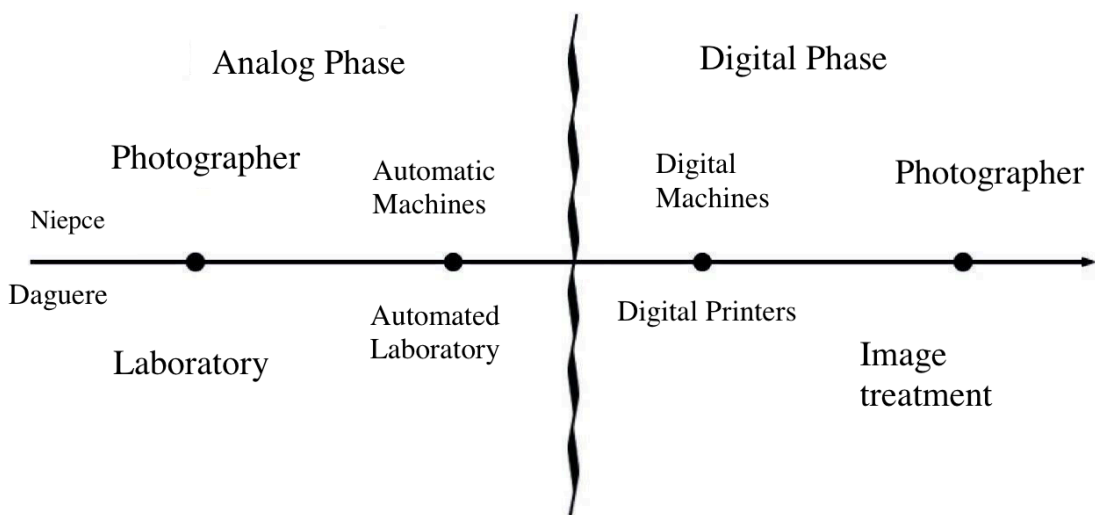 Analog Phase
Digital Phase
Photographer
Automatic
Machines
Digital
Machines
Photographer
Niepce
Daguere
Laboratory
Automated
Laboratory
Digital Printers
Image
treatment